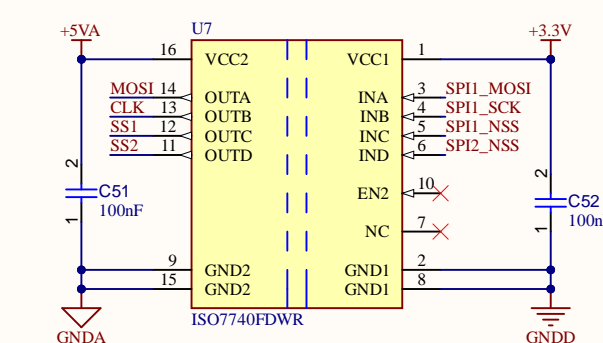 +5VA
U7
+3.3V
16 VCC2 VCC1 1
MOSI 14 OUTA INA 3 SPI1_MOSI
CLK 13 OUTB INB 4 SPI1_SCK
SS1 12 OUTC INC 5 SPI1_NSS
SS2 11 OUTD IND 6 SPI2_NSS
2
EN2 10
2
C51
100nF
C52
100n
1
NC 7
1
9 GND2 GND1 2
15 GND2 GND1 8
ISO7740FDWR
GNDA
GNDD